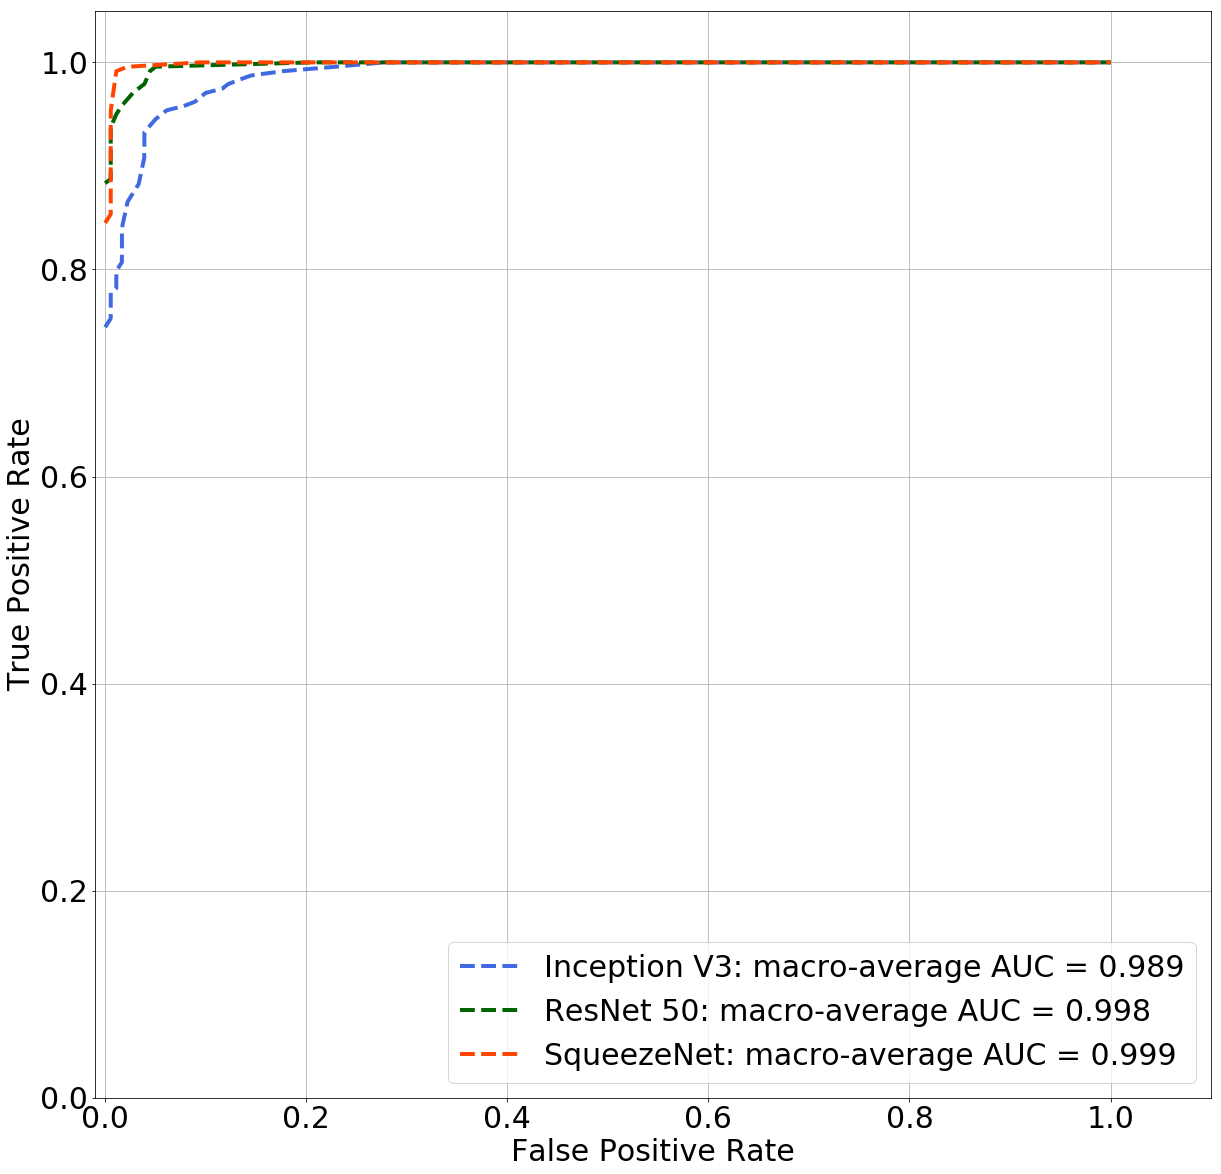 1.0
0.8
0.6
0.4
0.2
0.0
True Positive Rate
Inception V3: macro-average AUC = 0.989
ResNet 50: macro-average AUC = 0.998
SqueezeNet: macro-average AUC = 0.999
0.0 0.2 0.4 0.6 0.8 1.0
False Positive Rate